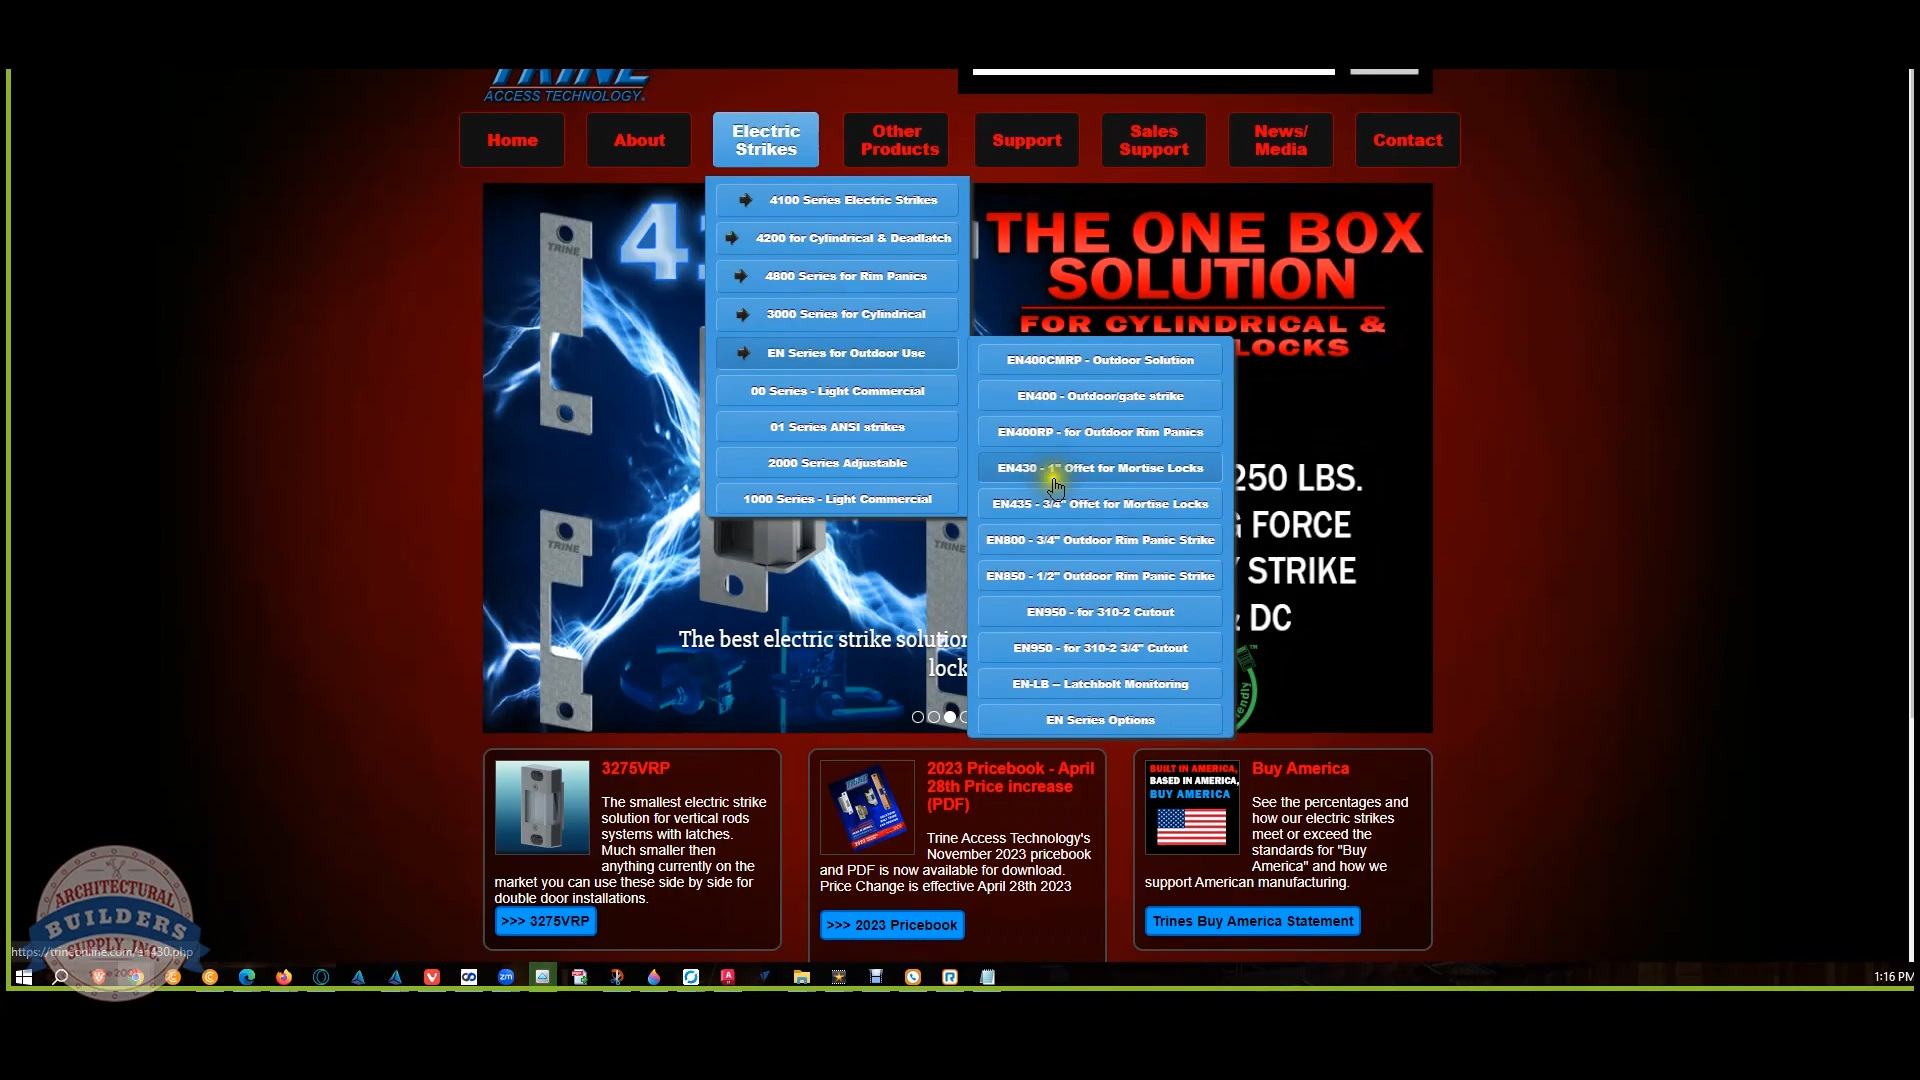 TRINE
ACCESS TECHNOLOGY.
Home
About
Electric
Strikes
Other
Products
Support
Sales
Support
News/
Media
Contact
4100 Series Electric Strikes
4200 for Cylindrical & Deadlatch
4800 Series for Rim Panics
3000 Series for Cylindrical
EN Series for Outdoor Use
00 Series - Light Commercial
01 Series ANSI strikes
2000 Series Adjustable
1000 Series - Light Commercial
EN400CMRP - Outdoor Solution
EN400 - Outdoor/gate strike
EN400RP - for Outdoor Rim Panics
EN430 - 1" Offet for Mortise Locks
EN435 - 3/4" Offet for Mortise Locks
EN800 - 3/4" Outdoor Rim Panic Strike
EN850 - 1/2" Outdoor Rim Panic Strike
EN950 - for 310-2 Cutout
EN950 - for 310-2 3/4" Cutout
EN-LB – Latchbolt Monitoring
EN Series Options
TRINE
TRINE
TRINE
THE ONE BOX
SOLUTION
FOR CYLINDRICAL &
LOCKS
250 LBS.
FORCE
STRIKE
DC
The best electric strike solution
lock
3275VRP
The smallest electric strike
solution for vertical rods
systems with latches.
Much smaller then
anything currently on the
market you can use these side by side for
double door installations.
>>> 3275VRP
2023 Pricebook - April
28th Price increase
(PDF)
Trine Access Technology's
November 2023 pricebook
and PDF is now available for download.
Price Change is effective April 28th 2023
>>> 2023 Pricebook
BUILT IN AMERICA,
BASED IN AMERICA,
BUY AMERICA
Buy America
See the percentages and
how our electric strikes
meet or exceed the
standards for "Buy
America" and how we
support American manufacturing.
Trines Buy America Statement
ARCHITECTURAL
BUILDERS
SUPPLY, INC.
https://trineonline.com/en430.php
1:16 PM